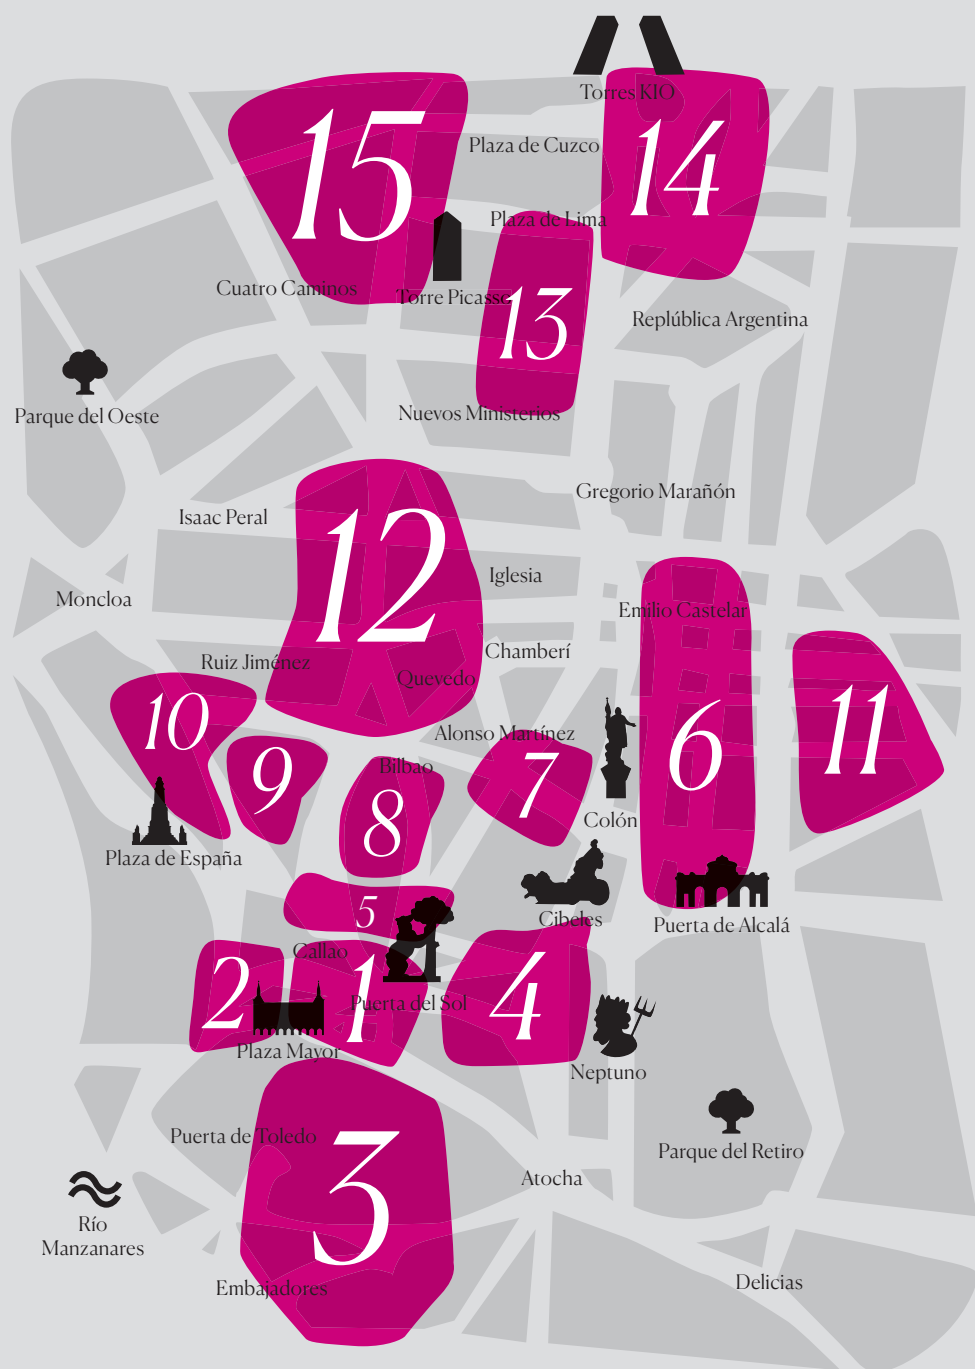 Torres KIO
15
14
Plaza de Cuzco
Plaza de Lima
Cuatro Caminos
Torre Picasso
13
Replública Argentina
Parque del Oeste
Nuevos Ministerios
Gregorio Marañón
Isaac Peral
12
Iglesia
Moncloa
Emilio Castelar
Chamberí
Ruiz Jiménez
Quevedo
10
Alonso Martínez
6
11
9
Bilbao
7
8
Colón
Plaza de España
5
Cibeles
Puerta de Alcalá
Callao
2
1
4
Puerta del Sol
Plaza Mayor
Neptuno
Puerta de Toledo
3
Parque del Retiro
Atocha
Río
Manzanares
Embajadores
Delicias